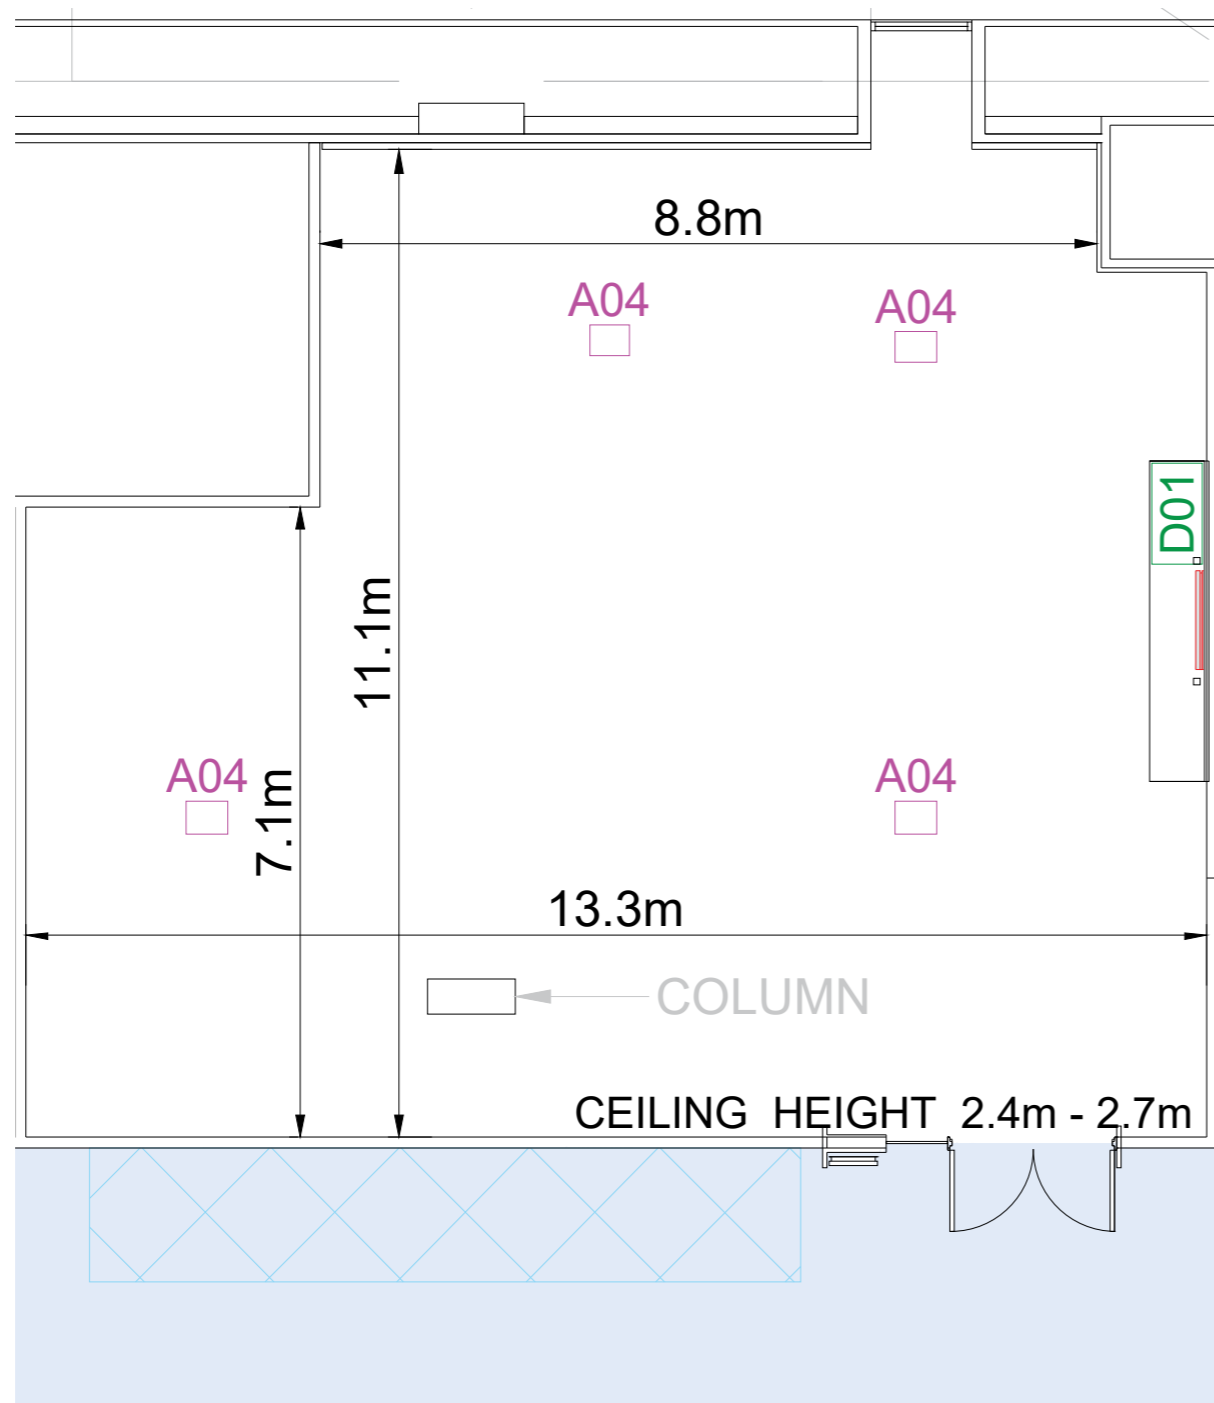 8.8m
A04
A04
D01
11.1m
A04
7.1m
A04
13.3m
COLUMN
CEILING HEIGHT 2.4m - 2.7m